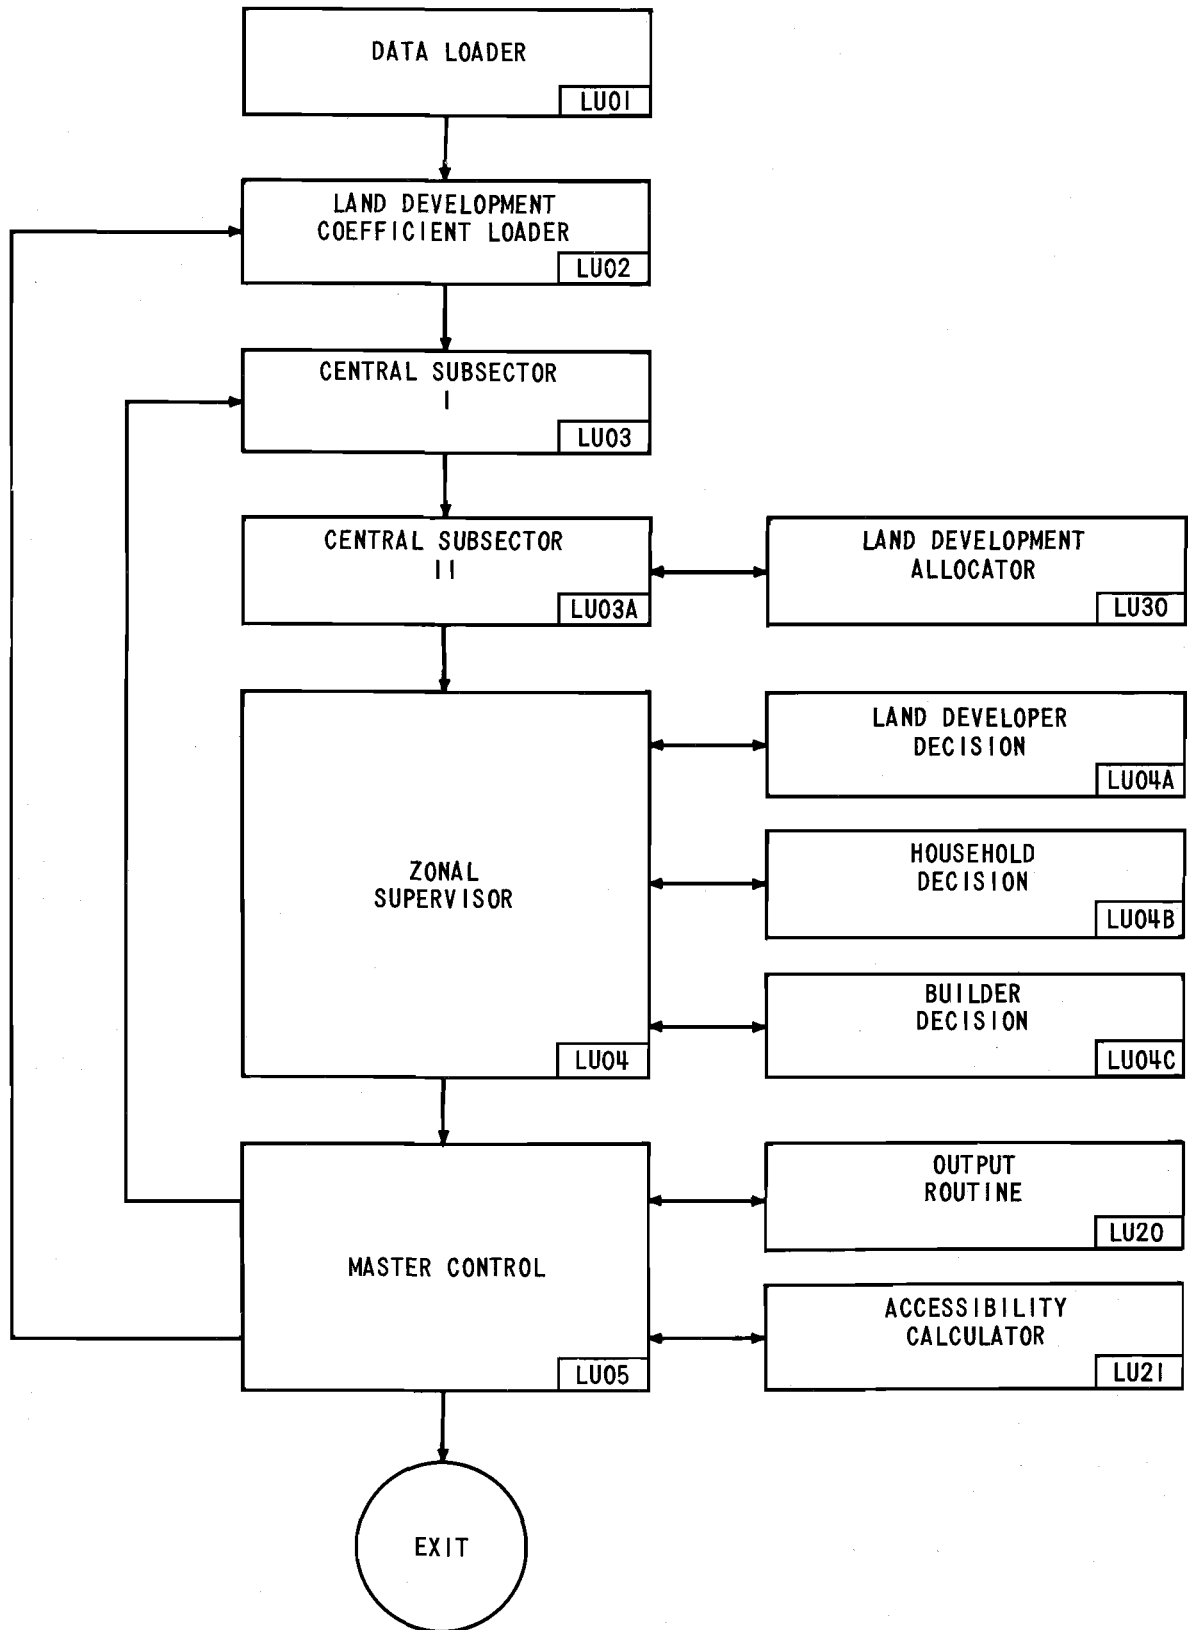 DATA LOADER
LU01
LAND DEVELOPMENT
COEFFICIENT LOADER
LU02
CENTRAL SUBSECTOR
I
LU03
CENTRAL SUBSECTOR
II
LU03A
LAND DEVELOPMENT
ALLOCATOR
LU30
ZONAL
SUPERVISOR
LU04
LAND DEVELOPER
DECISION
LU04A
HOUSEHOLD
DECISION
LU04B
BUILDER
DECISION
LU04C
MASTER CONTROL
LU05
OUTPUT
ROUTINE
LU20
ACCESSIBILITY
CALCULATOR
LU21
EXIT